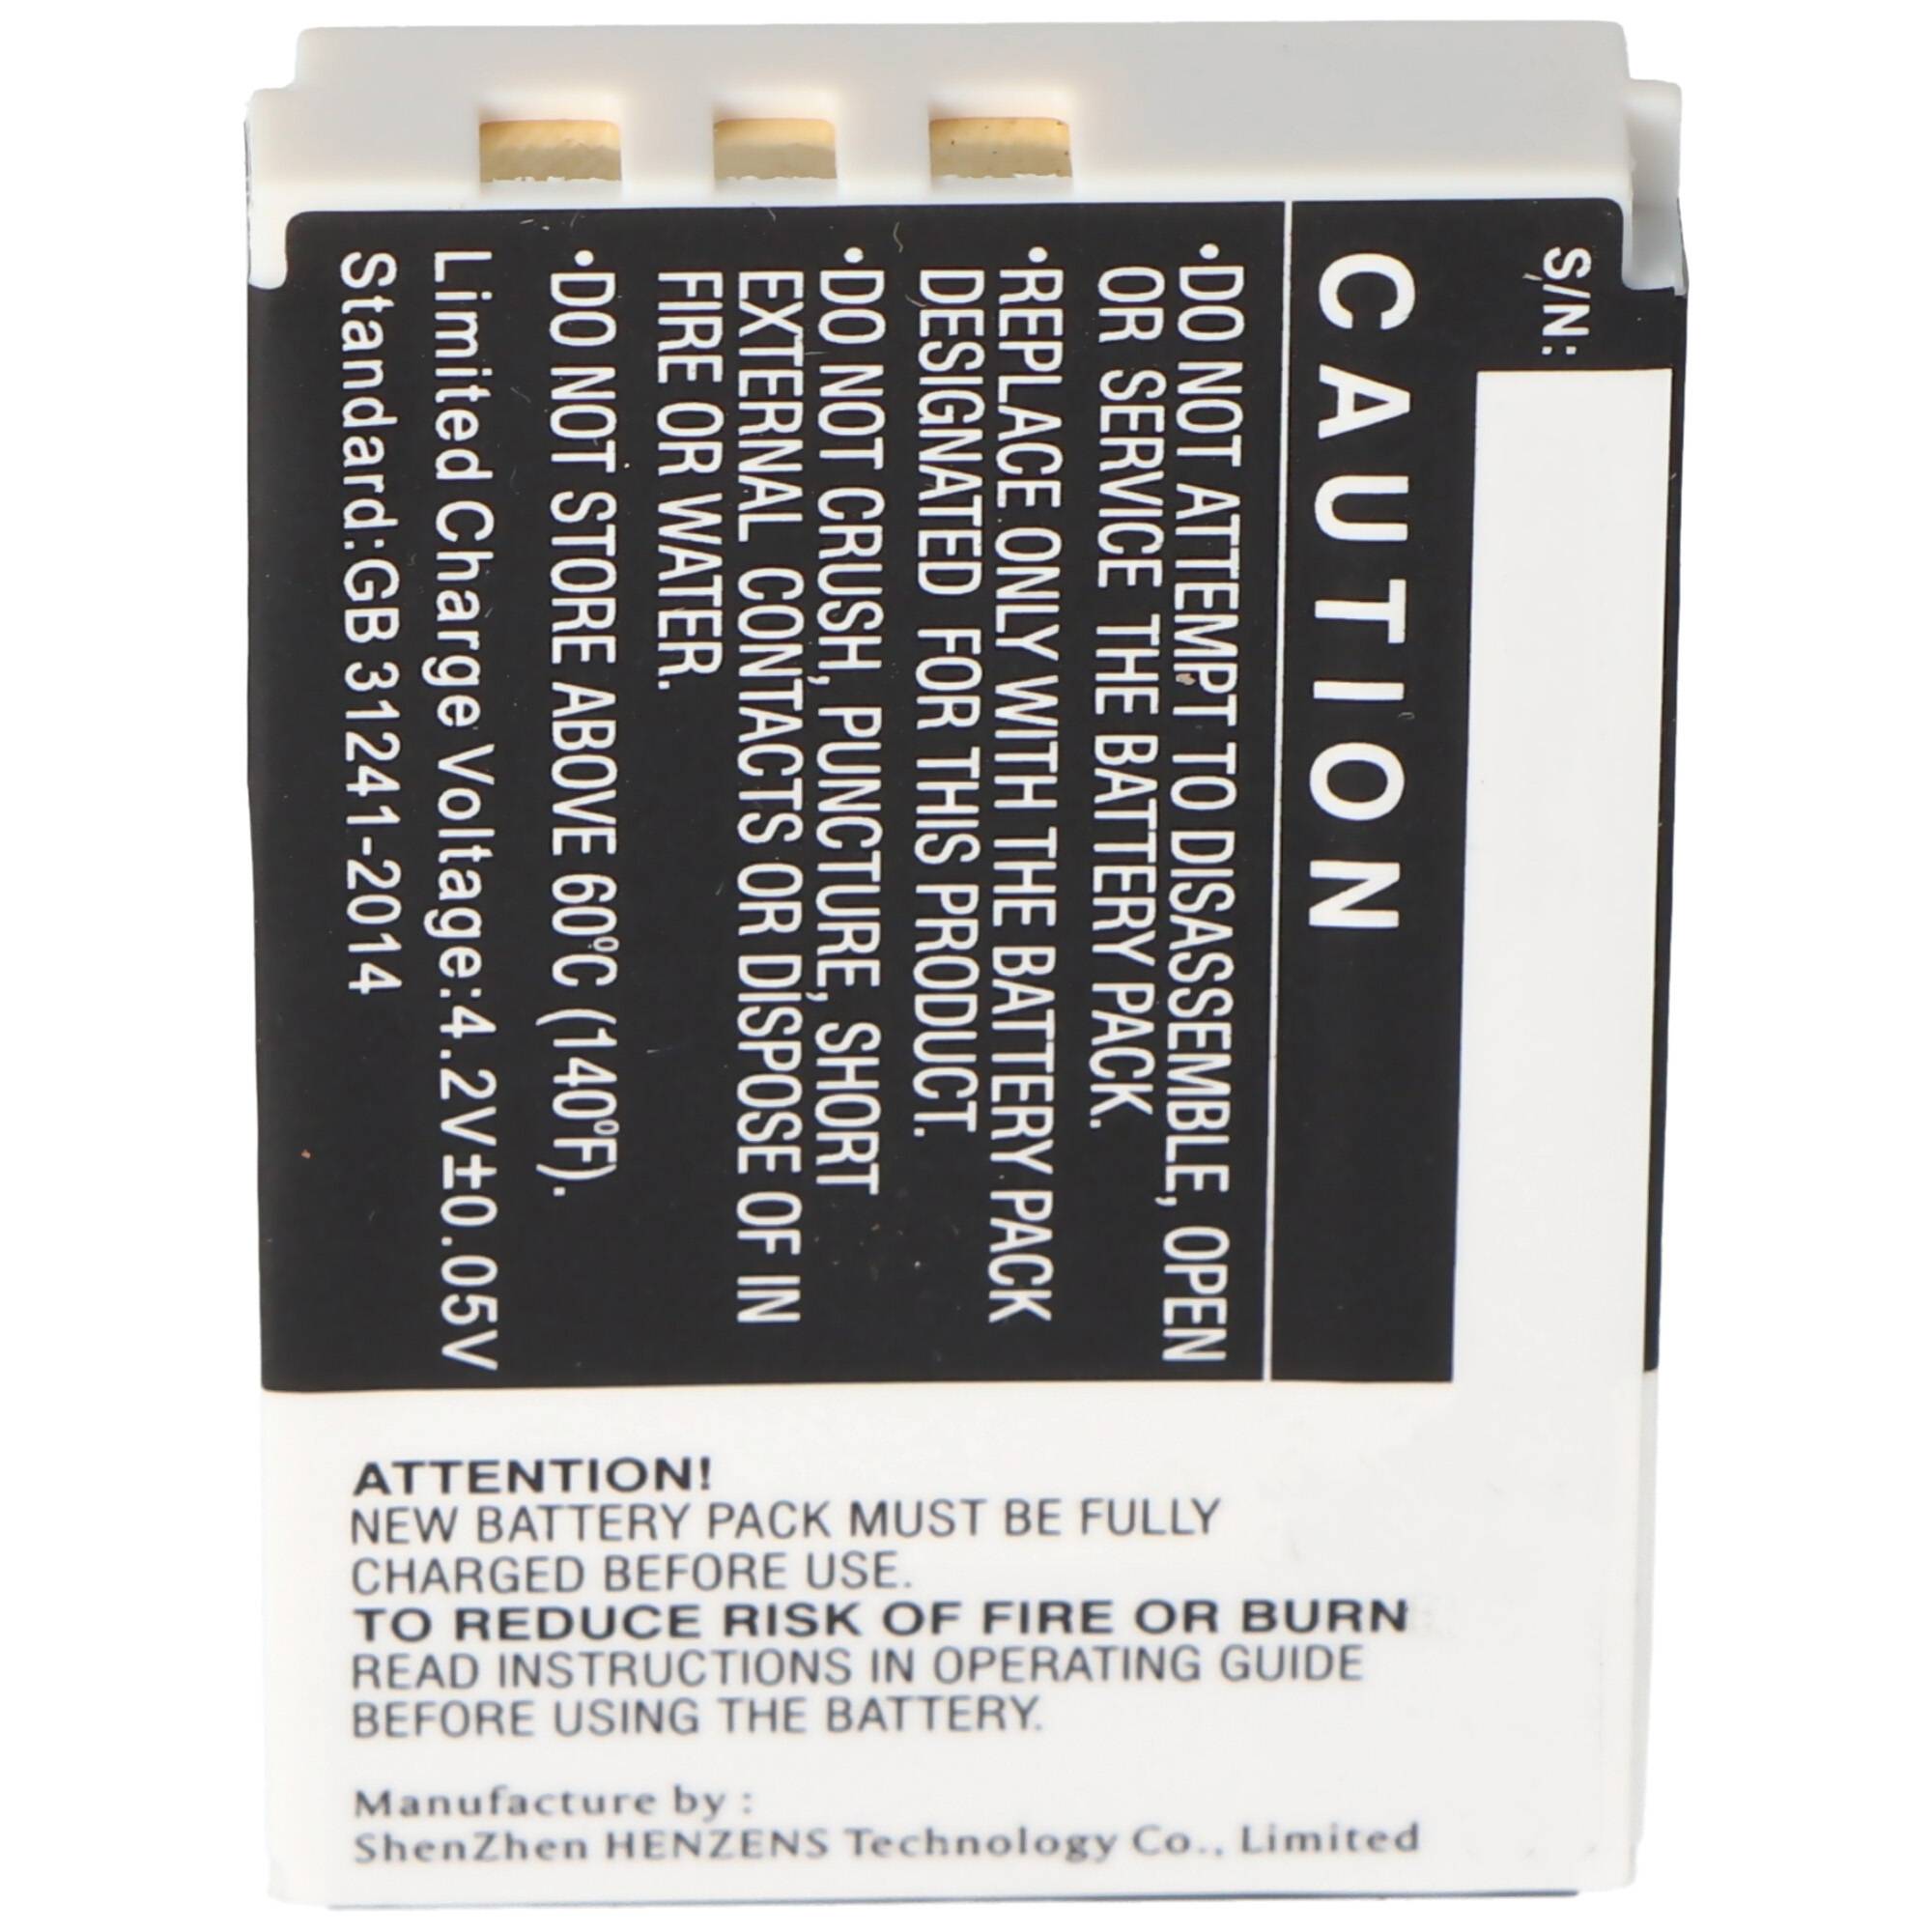 S/N:
CAUTION
•DO NOT ATTEMPT TO DISASSEMBLE, OPEN
OR SERVICE THE BATTERY PACK.
•REPLACE ONLY WITH THE BATTERY PACK
DESIGNATED FOR THIS PRODUCT.
•DO NOT CRUSH, PUNCTURE, SHORT
EXTERNAL CONTACTS OR DISPOSE OF IN
FIRE OR WATER.
•DO NOT STORE ABOVE 60°C (140°F).
Limited Charge Voltage:4.2V±0.05V
Standard:GB 31241-2014
ATTENTION!
NEW BATTERY PACK MUST BE FULLY
CHARGED BEFORE USE.
TO REDUCE RISK OF FIRE OR BURN
READ INSTRUCTIONS IN OPERATING GUIDE
BEFORE USING THE BATTERY.
Manufacture by :
ShenZhen HENZENS Technology Co., Limited